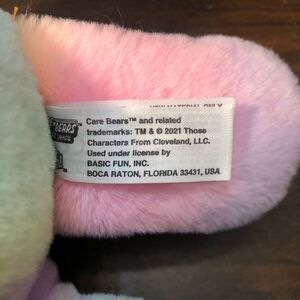 BEARS
Care Bears™ and related
trademarks: TM & © 2021 Those
Characters From Cleveland, LLC.
Used under license by
BASIC FUN, INC.
BOCA RATON, FLORIDA 33431, USA